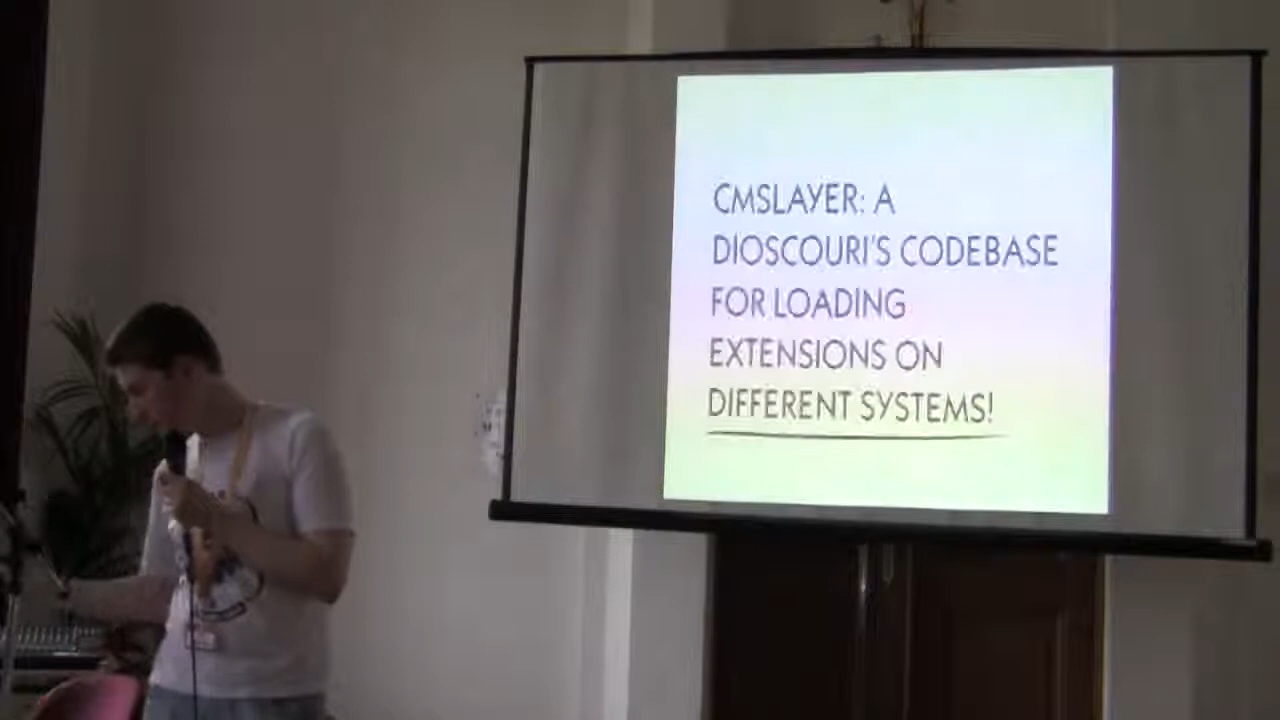 CMSLAYER: A
DIOSCOURI'S CODEBASE
FOR LOADING
EXTENSIONS ON
DIFFERENT SYSTEMS!